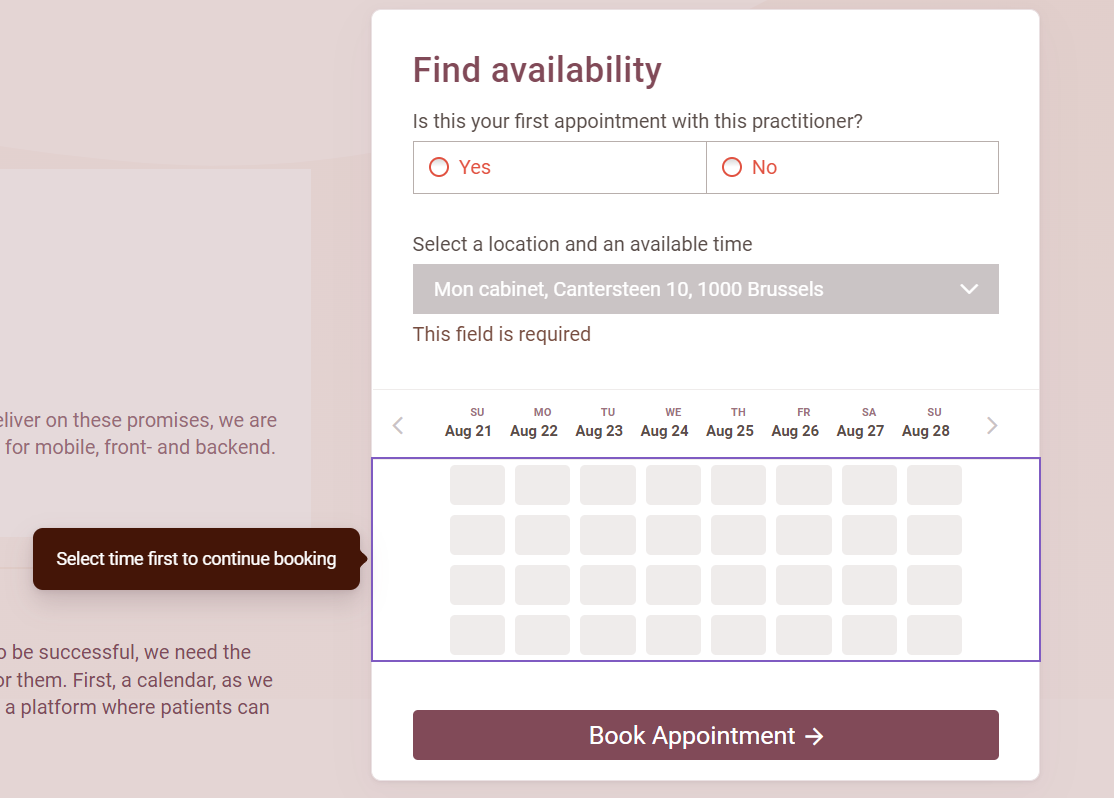 Find availability
Is this your first appointment with this practitioner?
Yes
No
Select a location and an available time
Mon cabinet, Cantersteen 10, 1000 Brussels
This field is required
SU MO TU WE TH FR SA SU
Aug 21 Aug 22 Aug 23 Aug 24 Aug 25 Aug 26 Aug 27 Aug 28
eliver on these promises, we are
for mobile, front- and backend.
Select time first to continue booking
o be successful, we need the
or them. First, a calendar, as we
a platform where patients can
Book Appointment →